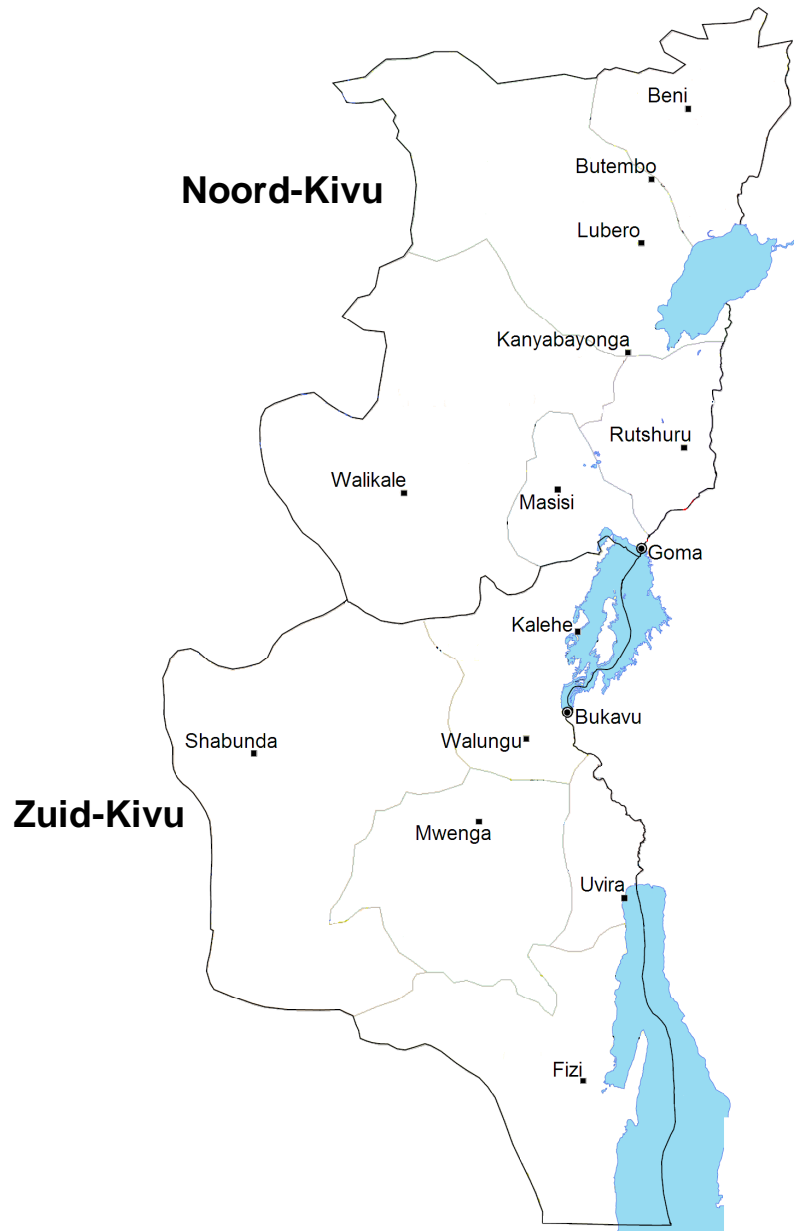 Beni
Butembo
Noord-Kivu
Lubero
Kanyabayonga
Rutshuru
Walikale
Masisi
Goma
Kalehe
Bukavu
Shabunda
Walungu
Zuid-Kivu
Mwenga
Uvira
Fizi